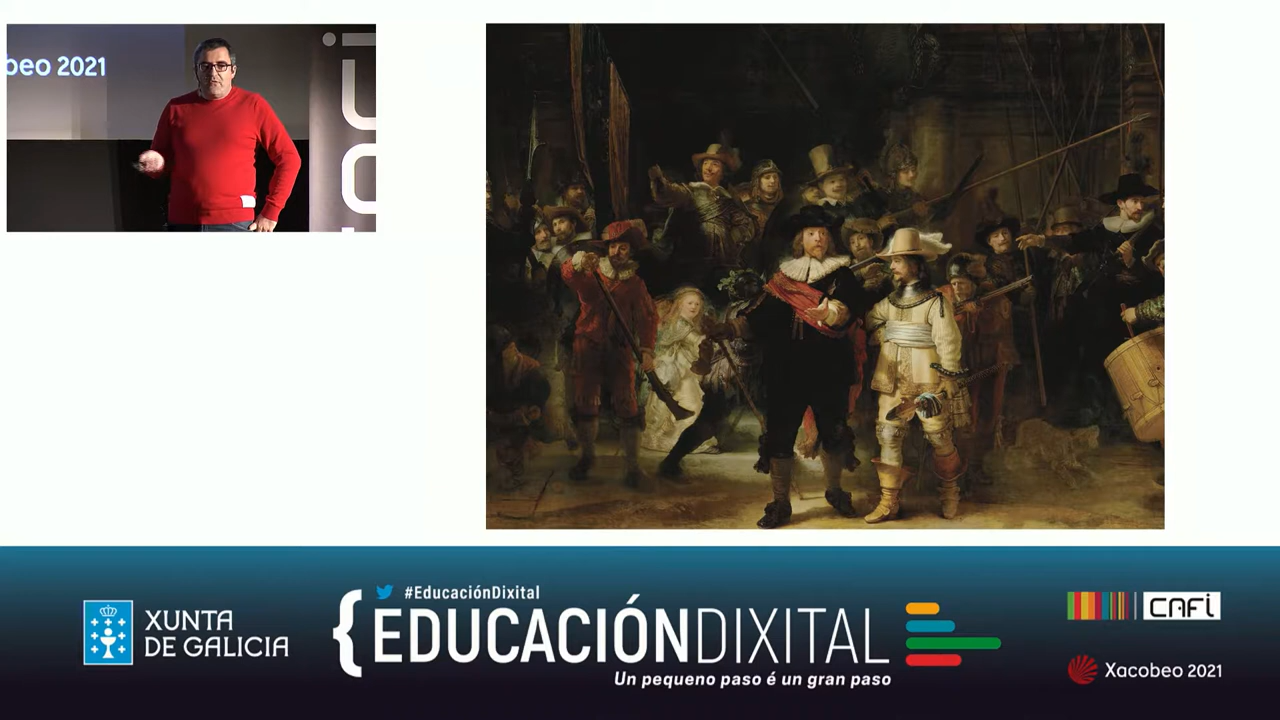 beo 2021
#EducaciónDixital
{EDUCACIÓNDIXITAL
Un pequeno paso é un gran paso
XUNTA
DE GALICIA
CAFi
Xacobeo 2021